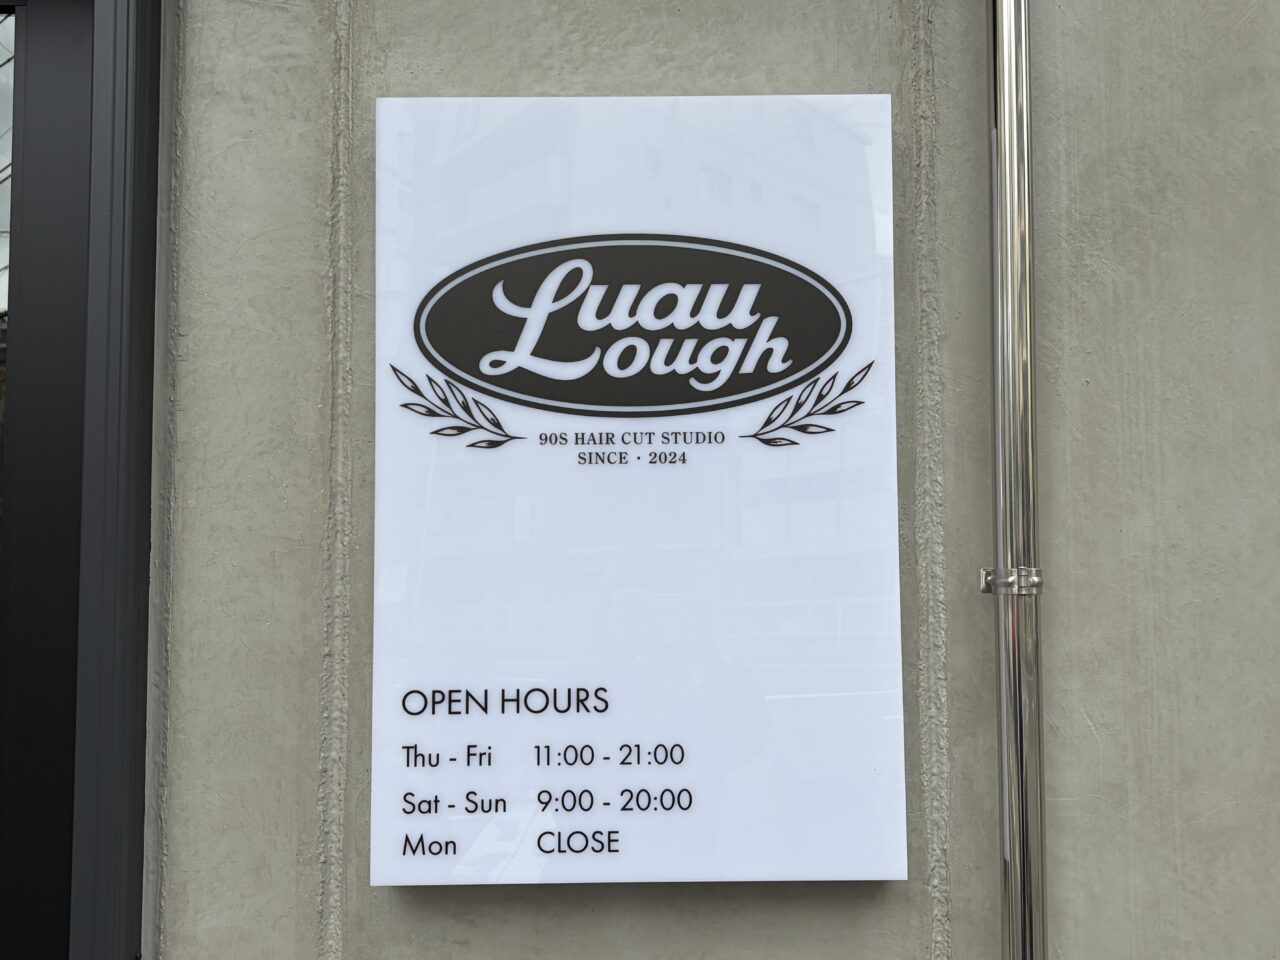 Luau
Lough
90S HAIR CUT STUDIO
SINCE · 2024
OPEN HOURS
Thu - Fri 11:00 - 21:00
Sat - Sun 9:00 - 20:00
Mon CLOSE